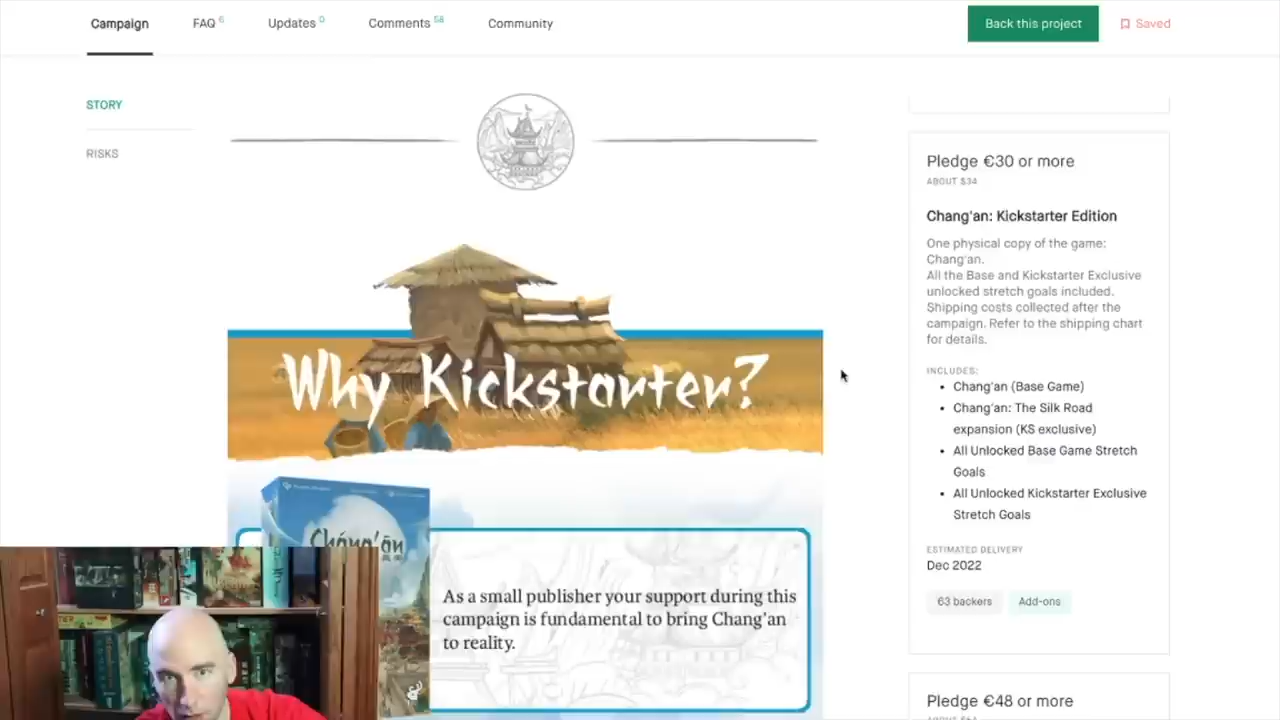 Campaign
FAQ 6
Updates 0
Comments 58
Community
Back this project
Saved
STORY
RISKS
Why Kickstarter?
Cháng'ān
As a small publisher your support during this
campaign is fundamental to bring Chang'an
to reality.
Pledge €30 or more
ABOUT $34
Chang'an: Kickstarter Edition
One physical copy of the game:
Chang'an.
All the Base and Kickstarter Exclusive
unlocked stretch goals included.
Shipping costs collected after the
campaign. Refer to the shipping chart
for details.
INCLUDES:
Chang'an (Base Game)
Chang'an: The Silk Road
expansion (KS exclusive)
All Unlocked Base Game Stretch
Goals
All Unlocked Kickstarter Exclusive
Stretch Goals
ESTIMATED DELIVERY
Dec 2022
63 backers
Add-ons
Pledge €48 or more